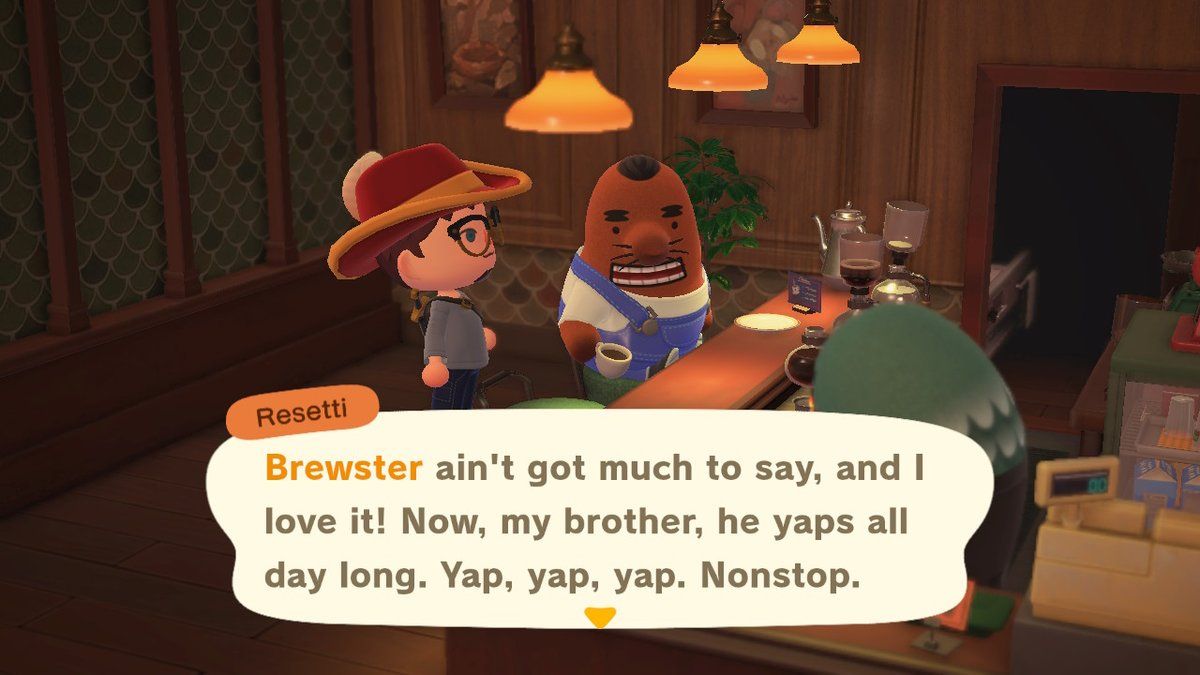 Resetti
Brewster ain't got much to say, and I
love it! Now, my brother, he yaps all
day long. Yap, yap, yap. Nonstop.